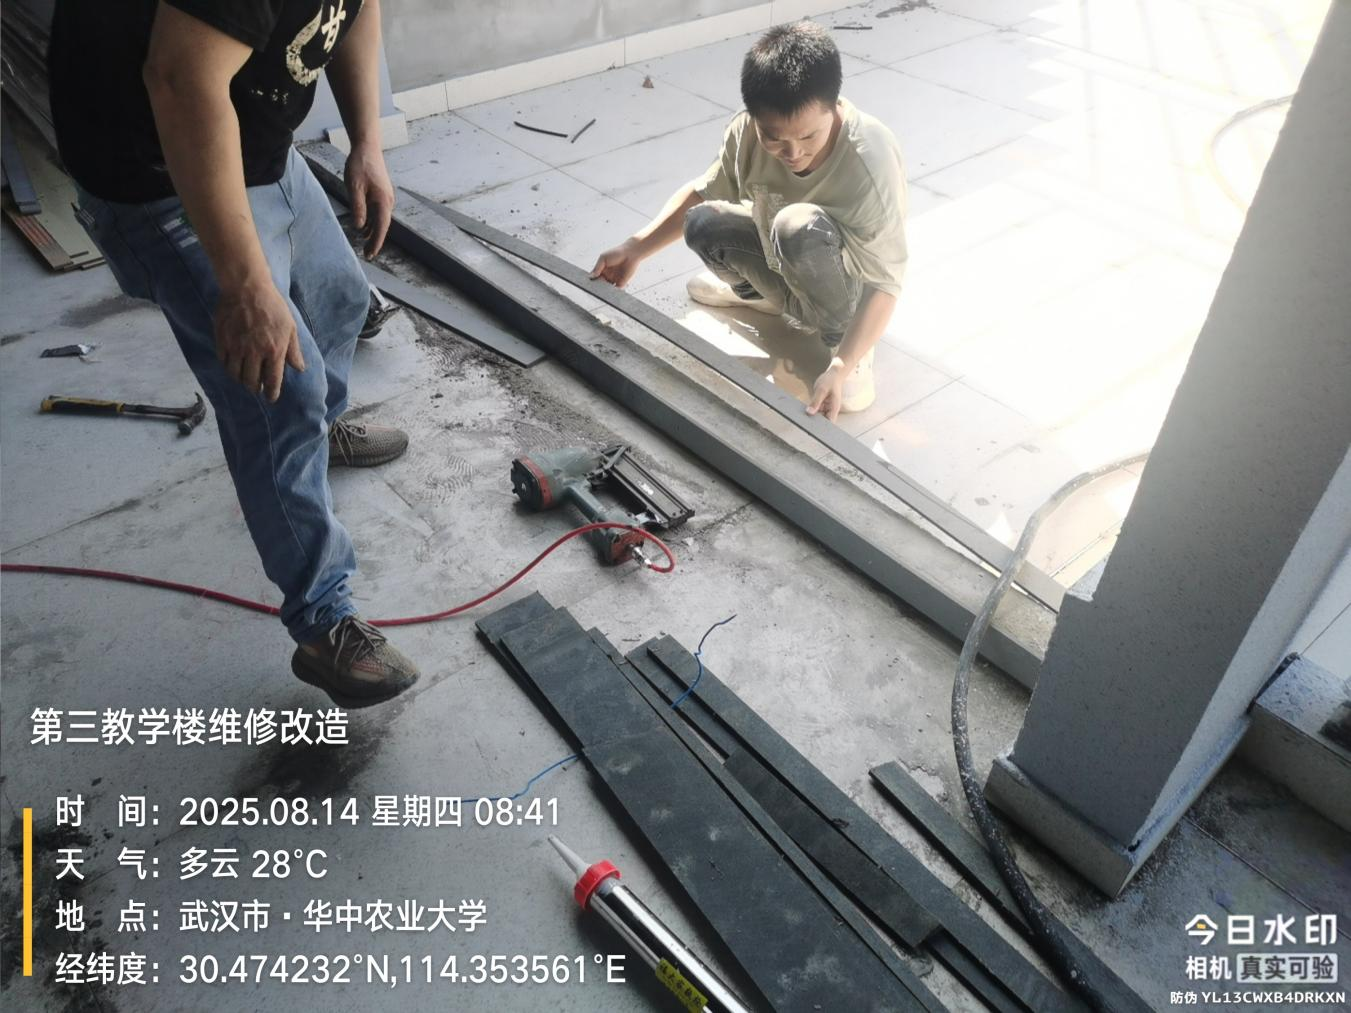 甘
第三教学楼维修改造
时 间：2025.08.14 星期四 08:41
天 气：多云 28°C
地 点：武汉市·华中农业大学
经纬度：30.474232°N,114.353561°E
今日水印
相机 真实可验
防伪 YL13CWXB4DRKXN